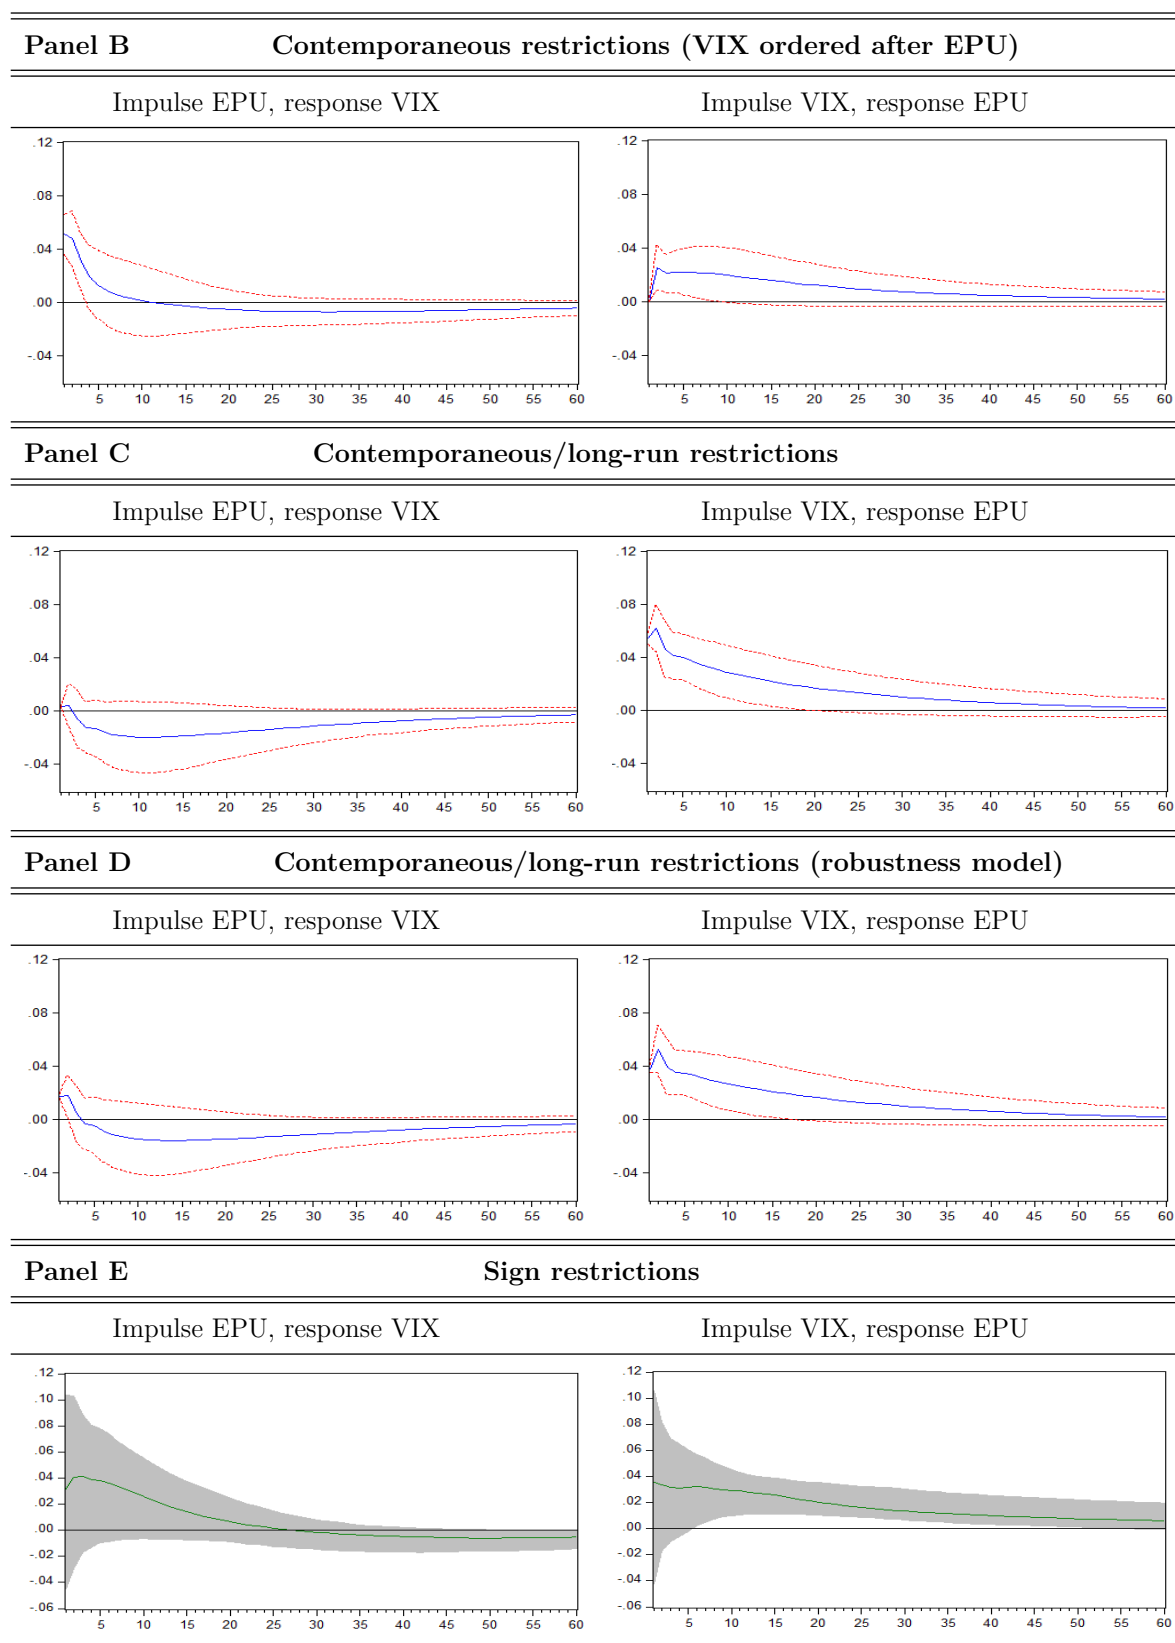 Panel B Contemporaneous restrictions (VIX ordered after EPU)
Impulse EPU, response VIX Impulse VIX, response EPU
.12 .12
.08 .08
.04 .04
.00 .00
-.04 -.04
5 10 15 20 25 30 35 40 45 50 55 60 5 10 15 20 25 30 35 40 45 50 55 60
Panel C Contemporaneous/long-run restrictions
Impulse EPU, response VIX Impulse VIX, response EPU
.12 .12
.08 .08
.04 .04
.00 .00
-.04 -.04
5 10 15 20 25 30 35 40 45 50 55 60 5 10 15 20 25 30 35 40 45 50 55 60
Panel D Contemporaneous/long-run restrictions (robustness model)
Impulse EPU, response VIX Impulse VIX, response EPU
.12 .12
.08 .08
.04 .04
.00 .00
-.04 -.04
5 10 15 20 25 30 35 40 45 50 55 60 5 10 15 20 25 30 35 40 45 50 55 60
Panel E Sign restrictions
Impulse EPU, response VIX Impulse VIX, response EPU
.12 .12
.10 .10
.08 .08
.06 .06
.04 .04
.02 .02
.00 .00
-.02 -.02
-.04 -.04
-.06 -.06
5 10 15 20 25 30 35 40 45 50 55 60 5 10 15 20 25 30 35 40 45 50 55 60